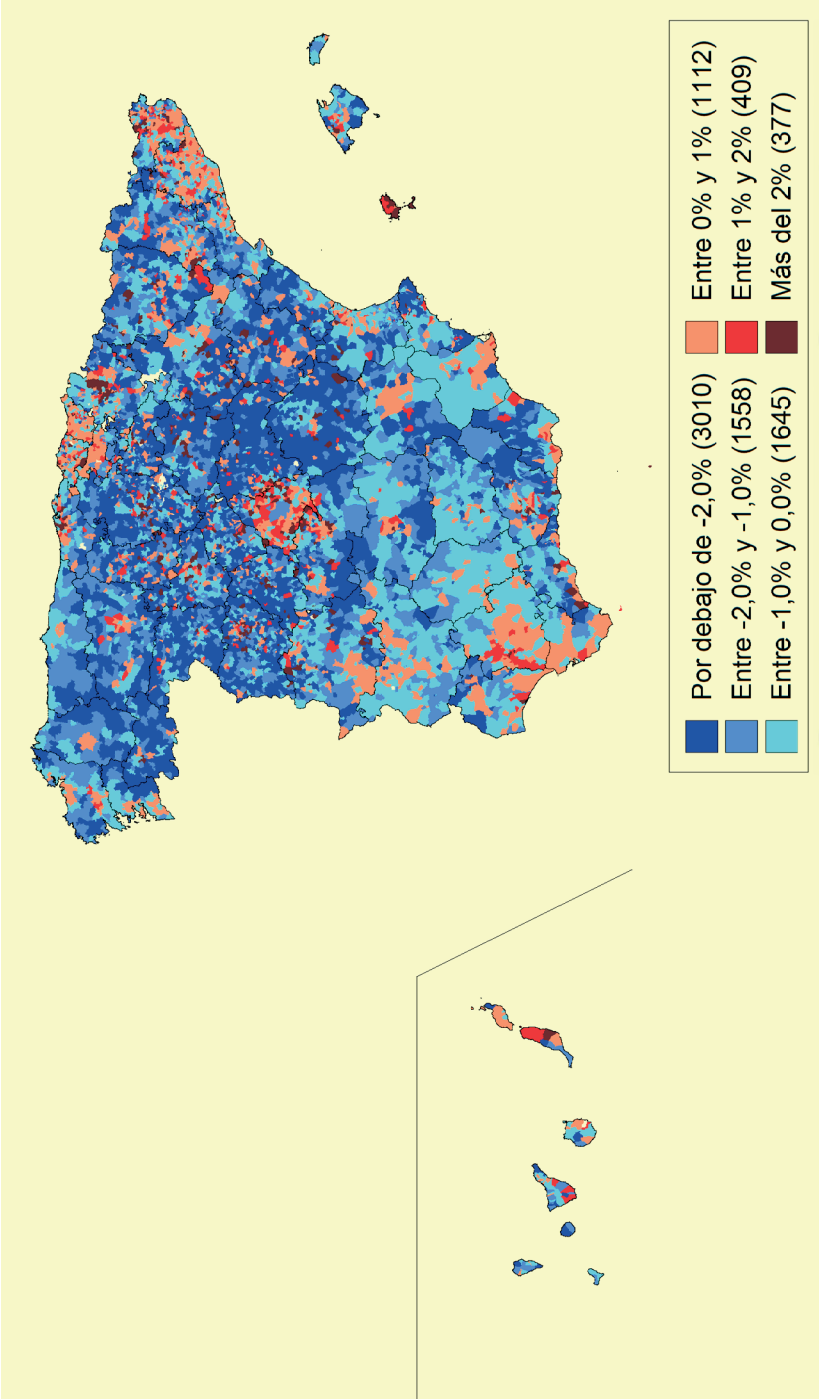 Por debajo de -2,0% (3010)
Entre -2,0% y -1,0% (1558)
Entre -1,0% y 0,0% (1645)
Entre 0% y 1% (1112)
Entre 1% y 2% (409)
Más del 2% (377)